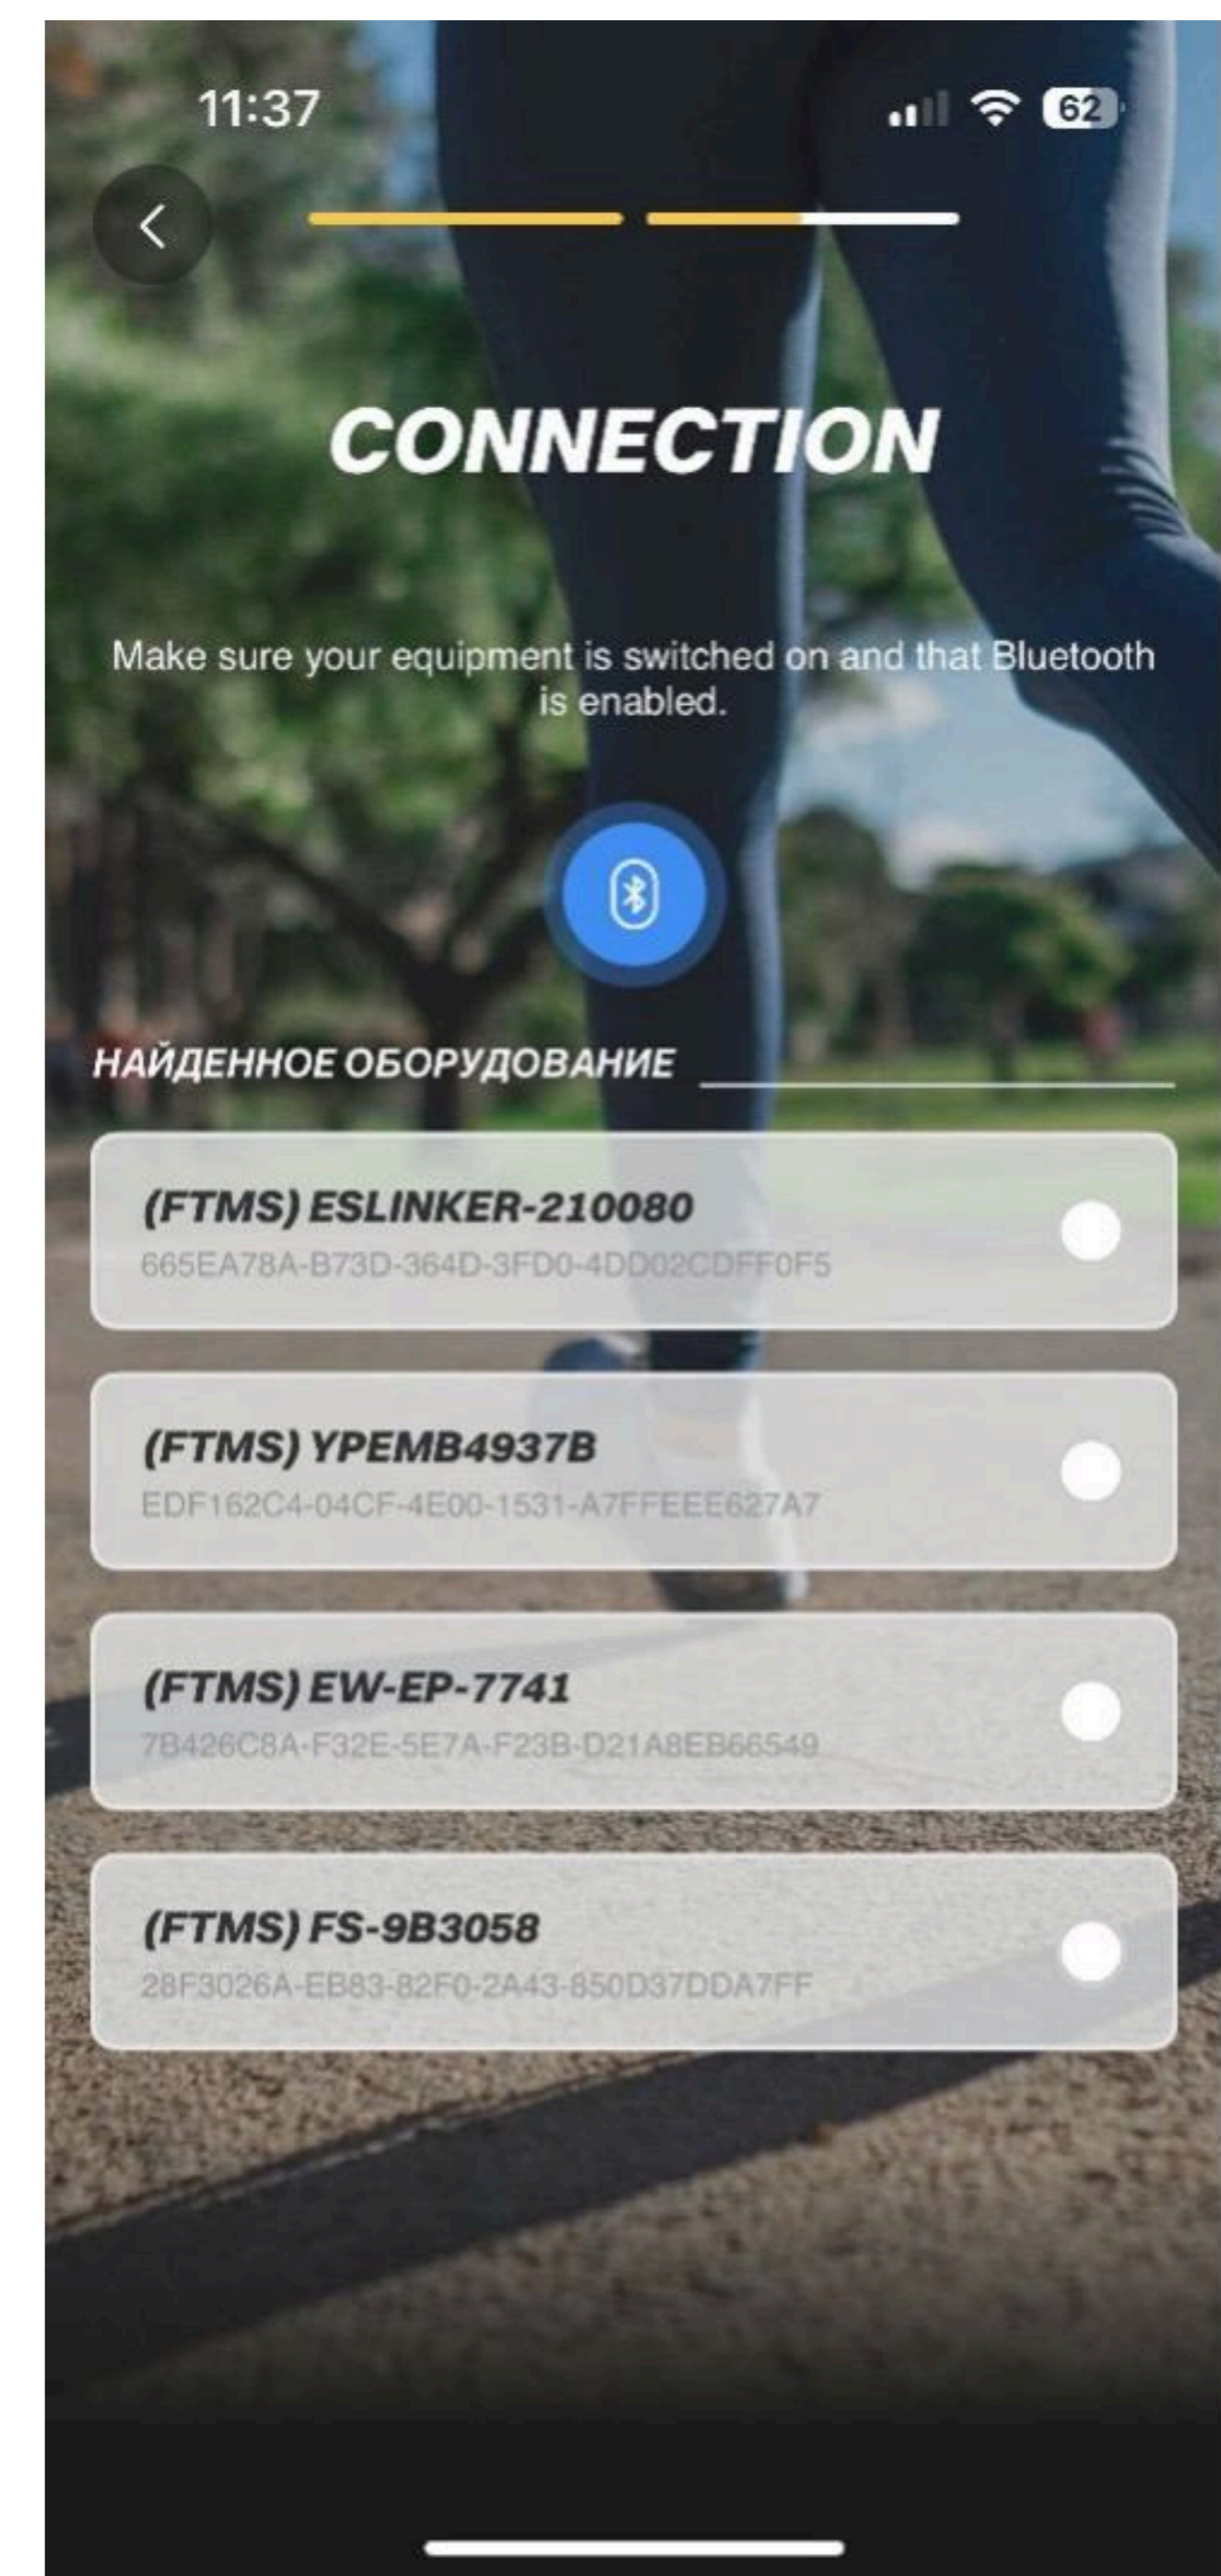 11:37
62
CONNECTION
Make sure your equipment is switched on and that Bluetooth
is enabled.
НАЙДЕННОЕ ОБОРУДОВАНИЕ
(FTMS) ESLINKER-210080
665EA78A-B73D-364D-3FD0-4DD02CDFF0F5
(FTMS) YPEMB4937B
EDF162C4-04CF-4E00-1531-A7FFEEE627A7
(FTMS) EW-EP-7741
7B426C8A-F32E-5E7A-F23B-D21A8EB66549
(FTMS) FS-9B3058
28F3026A-EB83-82F0-2A43-850D37DDA7FF